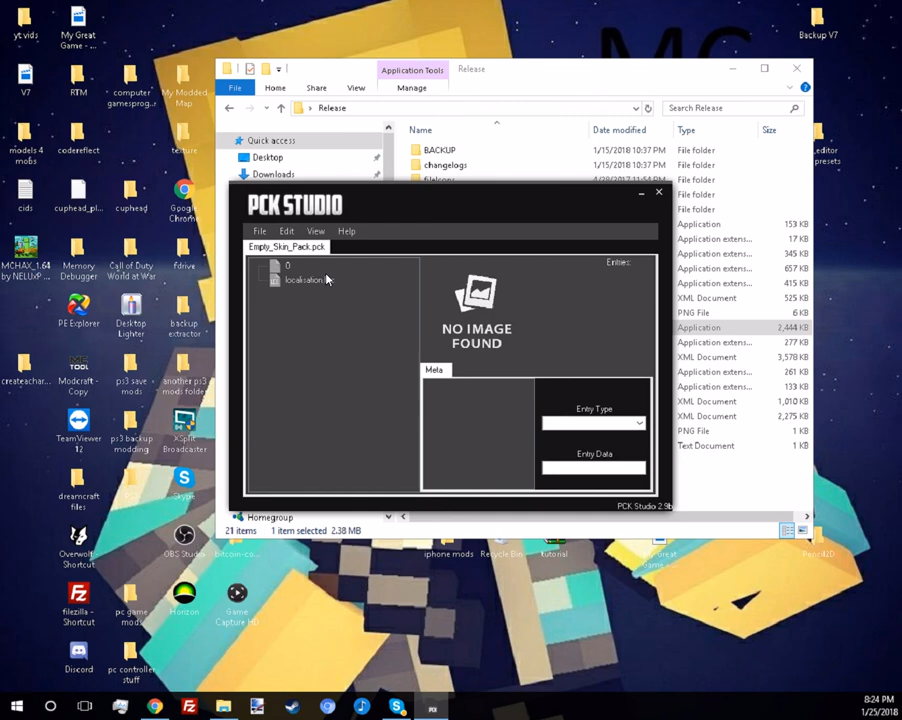 yt vids
My Great
Game - ...
Backup V7
V7
RTM
computer
gamesprog...
My Modded
Map
models 4
mobs
codereflect
texture
cids
cuphead_pl...
cuphead
Google
Chrome
MCHAX_1.64
by NELUxP...
Memory
Debugger
Call of Duty
World at War
fdrive
PE Explorer
Desktop
Lighter
backup
extractor
createchar...
MC
TOOL
Modcraft -
Copy
ps3 save
mods
another ps3
mods folder
TeamViewer
12
ps3 backup
modding
XSplit
Broadcaster
dreamcraft
files
Skype
Overwolf -
Shortcut
OBS Studio
bitcoin-co...
Game
Capture HD
filezilla -
Shortcut
pc game
mods
Horizon
Discord
pc controller
stuff
iphone mods
Recycle Bin
tutorial
Pencil2D
MC
Application Tools
Release
File
Home
Share
View
Manage
Release
Search Release
Quick access
Desktop
Downloads
Name
Date modified
Type
Size
BACKUP
1/15/2018 10:37 PM
File folder
changelogs
1/15/2018 10:37 PM
File folder
File folder
File folder
File folder
Application
153 KB
Application extens...
17 KB
Application extens...
345 KB
Application extens...
657 KB
Application extens...
415 KB
XML Document
525 KB
PNG File
6 KB
Application
2,444 KB
Application extens...
277 KB
XML Document
3,578 KB
Application extens...
261 KB
Application extens...
133 KB
XML Document
1,010 KB
XML Document
2,275 KB
PNG File
1 KB
Text Document
1 KB
Homegroup
21 items
1 item selected 2.38 MB
PCK STUDIO
File
Edit
View
Help
Empty_Skin_Pack.pck
0
Entries:
NO IMAGE
FOUND
Meta
Entry Type
Entry Data
PCK Studio 2.9b
8:24 PM
1/25/2018